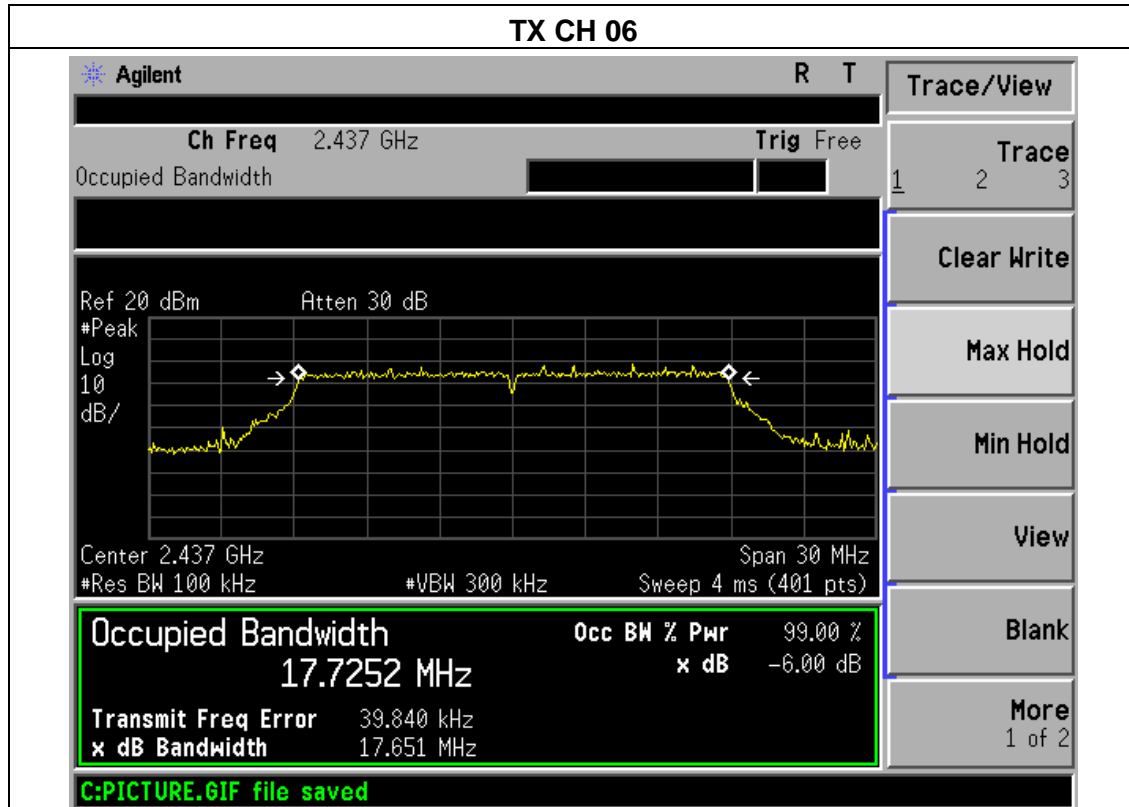 TX CH 06
Agilent R T
Trace/View
Ch Freq 2.437 GHz Trig Free
Occupied Bandwidth
Trace
1 2 3
Clear Write
Ref 20 dBm Atten 30 dB
#Peak
Log
10
dB/
Max Hold
Min Hold
View
Center 2.437 GHz Span 30 MHz
#Res BW 100 kHz #VBW 300 kHz Sweep 4 ms (401 pts)
Occupied Bandwidth Occ BW % Pwr 99.00 %
17.7252 MHz x dB -6.00 dB
Blank
Transmit Freq Error 39.840 kHz
x dB Bandwidth 17.651 MHz
More
1 of 2
C:PICTURE.GIF file saved